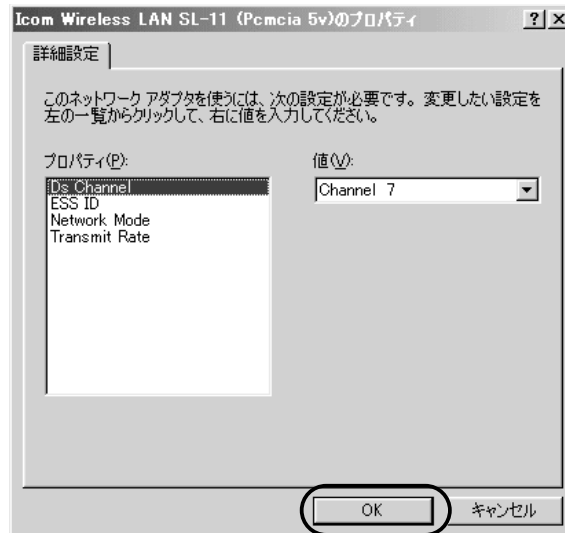 Icom Wireless LAN SL-11 (Pcmcia 5v)のプロパティ ? ×
詳細設定
このネットワーク アダプタを使うには、次の設定が必要です。変更したい設定を
左の一覧からクリックして、右に値を入力してください。
プロパティ(P):
Ds Channel
ESS ID
Network Mode
Transmit Rate
値(V):
Channel 7
OK キャンセル